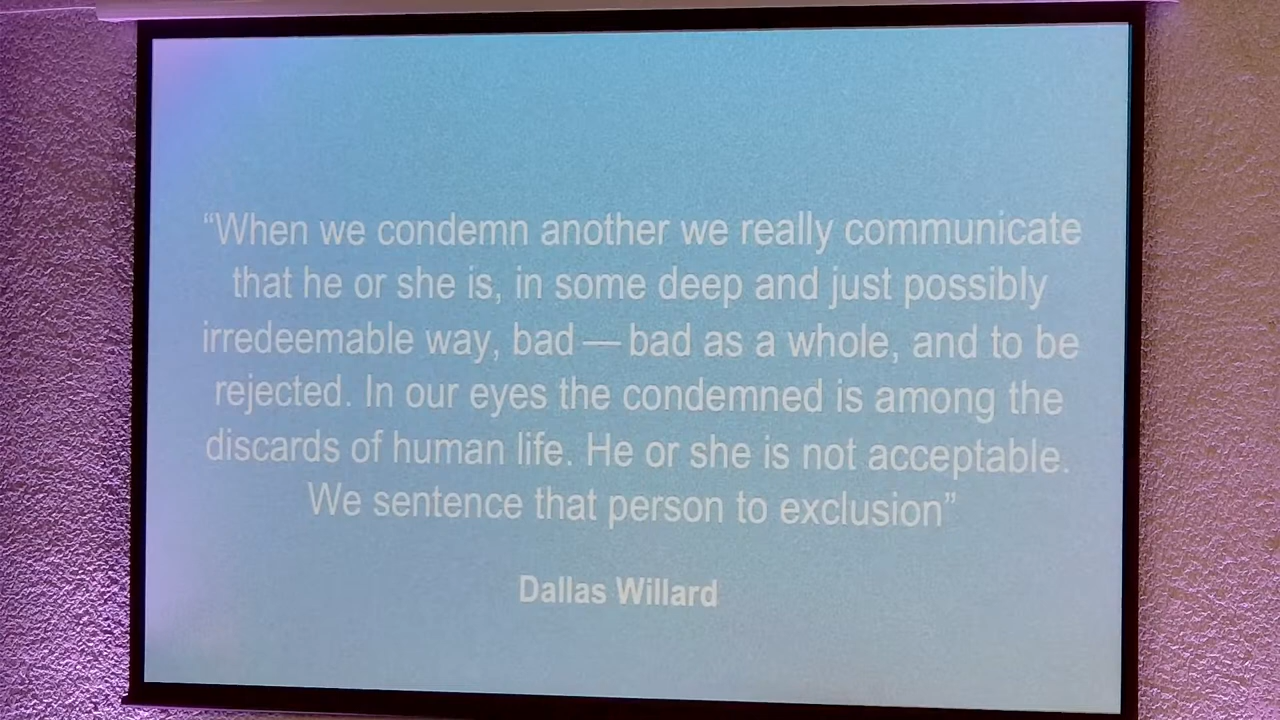 “When we condemn another we really communicate
that he or she is, in some deep and just possibly
irredeemable way, bad — bad as a whole, and to be
rejected. In our eyes the condemned is among the
discards of human life. He or she is not acceptable.
We sentence that person to exclusion”
Dallas Willard